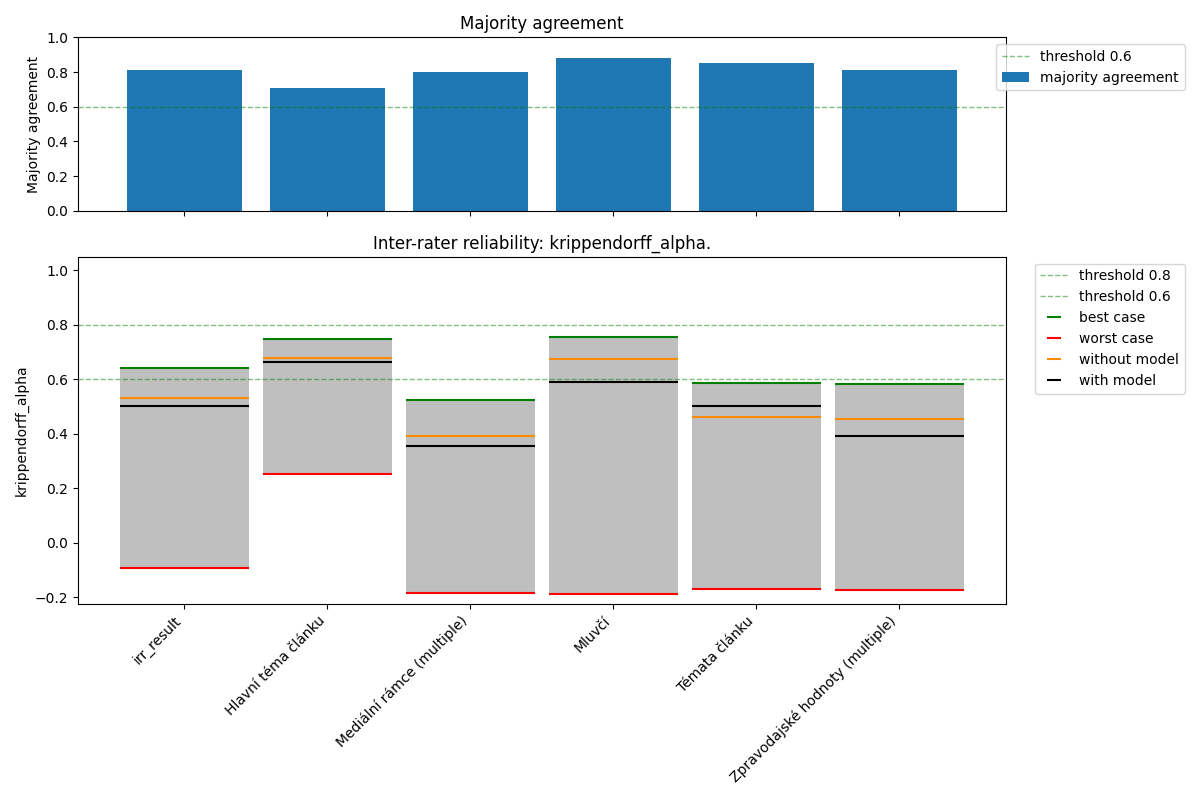 Majority agreement
1.0
0.8
0.6
0.4
0.2
0.0
Majority agreement
threshold 0.6
majority agreement
Inter-rater reliability: krippendorff_alpha.
1.0
0.8
0.6
0.4
0.2
0.0
−0.2
krippendorff_alpha
threshold 0.8
threshold 0.6
best case
worst case
without model
with model
irr_result
Hlavní téma článku
Mediální rámce (multiple)
Mluvčí
Témata článku
Zpravodajské hodnoty (multiple)